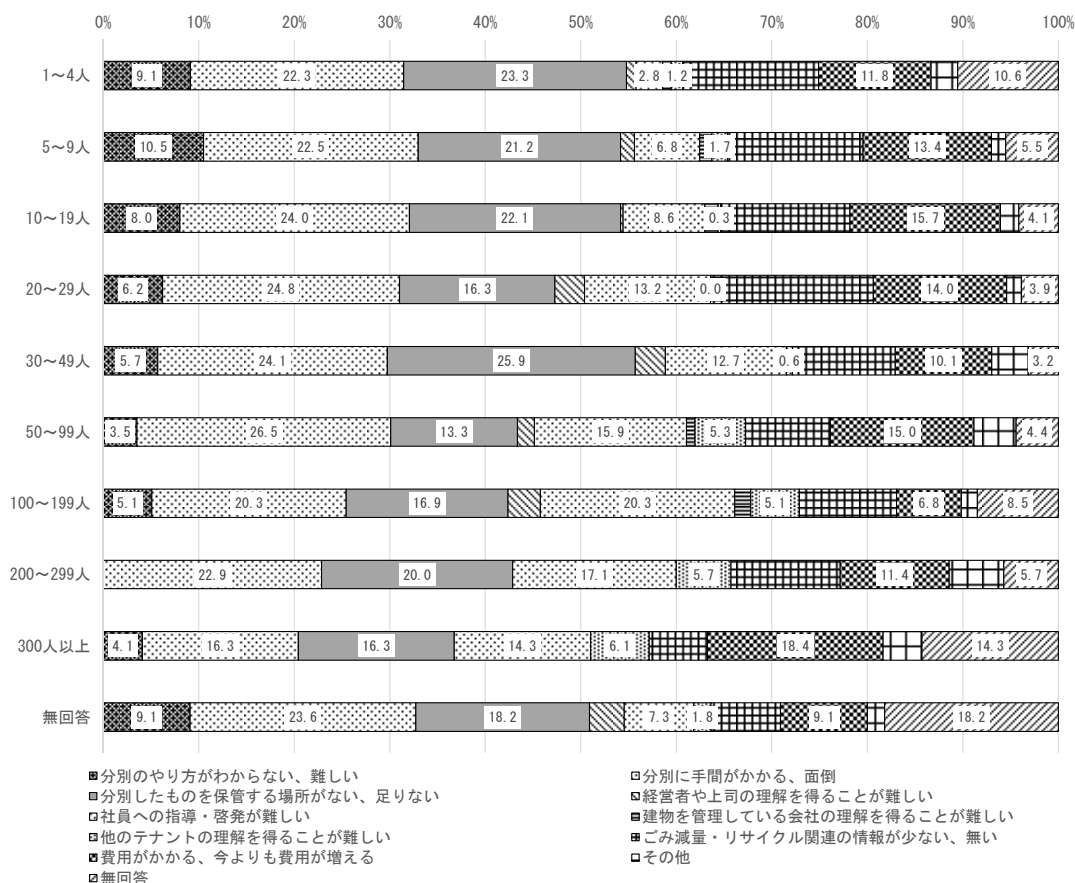 0% 10% 20% 30% 40% 50% 60% 70% 80% 90% 100%
1～4人 9.1 22.3 23.3 2.8 1.2 11.8 10.6
5～9人 10.5 22.5 21.2 6.8 1.7 13.4 5.5
10～19人 8.0 24.0 22.1 8.6 0.3 15.7 4.1
20～29人 6.2 24.8 16.3 13.2 0.0 14.0 3.9
30～49人 5.7 24.1 25.9 12.7 0.6 10.1 3.2
50～99人 3.5 26.5 13.3 15.9 5.3 15.0 4.4
100～199人 5.1 20.3 16.9 20.3 5.1 6.8 8.5
200～299人 22.9 20.0 17.1 5.7 11.4 5.7
300人以上 4.1 16.3 16.3 14.3 6.1 18.4 14.3
無回答 9.1 23.6 18.2 7.3 1.8 9.1 18.2
分別のやり方がわからない、難しい 分別に手間がかかる、面倒
分別したものを保管する場所がない、足りない 経営者や上司の理解を得ることが難しい
社員への指導・啓発が難しい 建物を管理している会社の理解を得ることが難しい
他のテナントの理解を得ることが難しい ごみ減量・リサイクル関連の情報が少ない、無い
費用がかかる、今よりも費用が増える その他
無回答